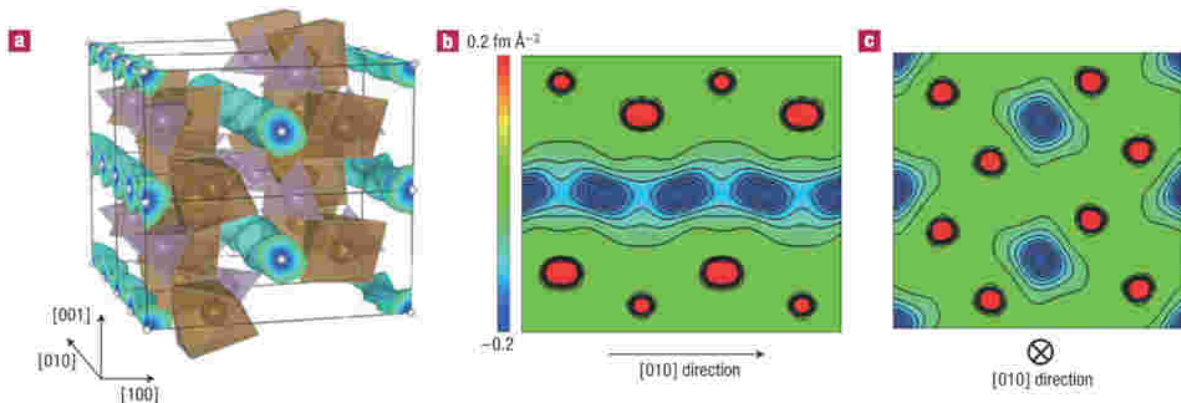 a
[001]
[010]
[100]
b
0.2 fm Å⁻³
−0.2
[010] direction
c
[010] direction